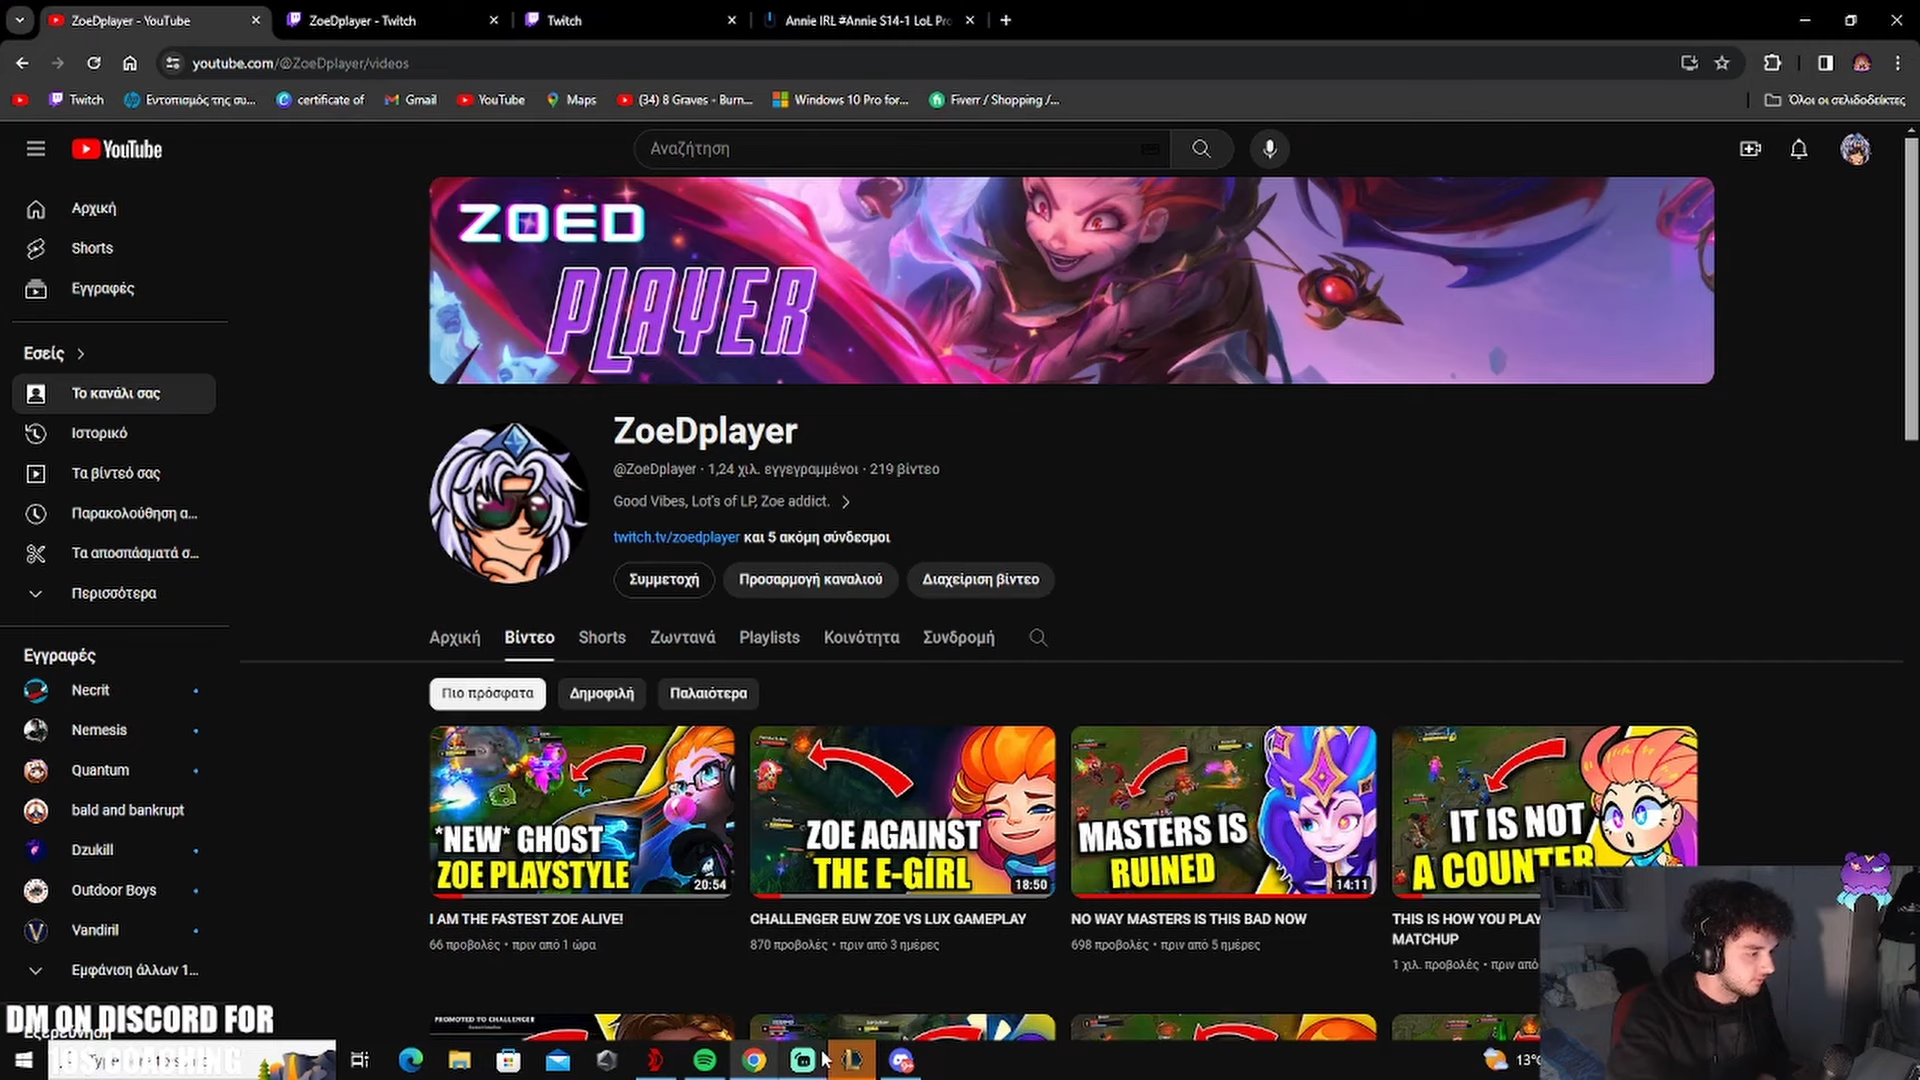 ZoeDplayer - YouTube
ZoeDplayer - Twitch
Twitch
Annie IRL #Annie S14-1 LoL Pro
youtube.com/@ZoeDplayer/videos
Twitch
Εντοπισμός της συ...
certificate of
Gmail
YouTube
Maps
(34) 8 Graves - Burn...
Windows 10 Pro for...
Fiverr / Shopping /...
Όλοι οι σελιδοδείκτες
YouTube
Αναζήτηση
Αρχική
Shorts
Εγγραφές
Εσείς
Το κανάλι σας
Ιστορικό
Τα βίντεό σας
Παρακολούθηση α...
Τα αποσπάσματά σ...
Περισσότερα
Εγγραφές
Necrit
Nemesis
Quantum
bald and bankrupt
Dzukill
Outdoor Boys
Vandiril
Εμφάνιση άλλων 1...
ZOED
PLAYER
ZoeDplayer
@ZoeDplayer · 1,24 χιλ. εγγεγραμμένοι · 219 βίντεο
Good Vibes, Lot's of LP, Zoe addict.
twitch.tv/zoedplayer και 5 ακόμη σύνδεσμοι
Συμμετοχή
Προσαρμογή καναλιού
Διαχείριση βίντεο
Αρχική
Βίντεο
Shorts
Ζωντανά
Playlists
Κοινότητα
Συνδρομή
Πιο πρόσφατα
Δημοφιλή
Παλαιότερα
*NEW* GHOST
ZOE PLAYSTYLE
20:54
I AM THE FASTEST ZOE ALIVE!
66 προβολές • πριν από 1 ώρα
ZOE AGAINST
THE E-GIRL
18:50
CHALLENGER EUW ZOE VS LUX GAMEPLAY
870 προβολές • πριν από 3 ημέρες
MASTERS IS
RUINED
14:11
NO WAY MASTERS IS THIS BAD NOW
698 προβολές • πριν από 5 ημέρες
IT IS NOT
A COUNTER
THIS IS HOW YOU PLAY
MATCHUP
1 χιλ. προβολές • πριν από
PROMOTED TO CHALLENGER
DM ON DISCORD FOR
10$ COACHING
13°